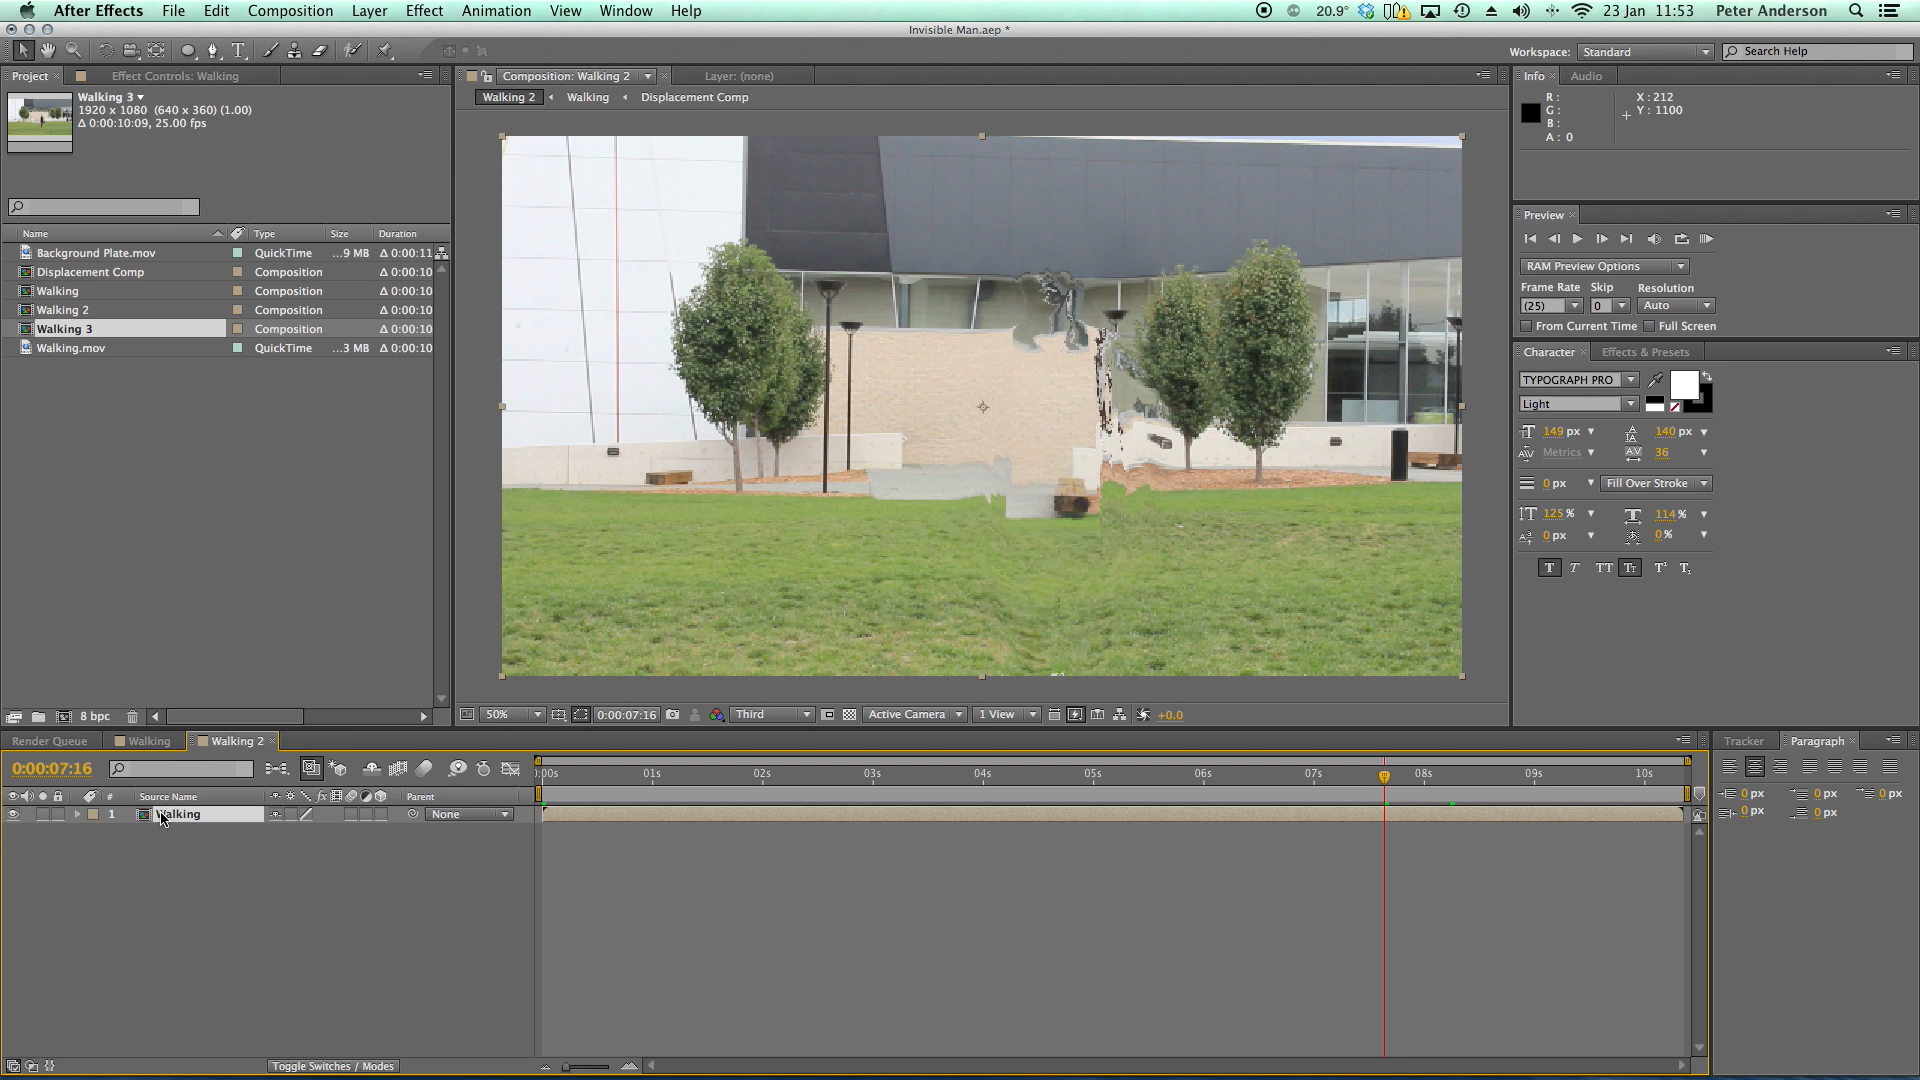 After Effects File Edit Composition Layer Effect Animation View Window Help 20.9° 23 Jan 11:53 Peter Anderson
Invisible Man.aep *
Workspace: Standard Search Help
Project Effect Controls: Walking Composition: Walking 2 Layer: (none) Info Audio
Walking 3
1920 x 1080 (640 x 360) (1.00)
Δ 0:00:10:09, 25.00 fps
Walking 2 Walking Displacement Comp
R :
G :
B :
A : 0
X : 212
Y : 1100
Name Type Size Duration
Background Plate.mov QuickTime ...9 MB Δ 0:00:11
Displacement Comp Composition Δ 0:00:10
Walking Composition Δ 0:00:10
Walking 2 Composition Δ 0:00:10
Walking 3 Composition Δ 0:00:10
Walking.mov QuickTime ...3 MB Δ 0:00:10
8 bpc
50% 0:00:07:16 Third Active Camera 1 View +0.0
Preview
RAM Preview Options
Frame Rate Skip Resolution
(25) 0 Auto
From Current Time Full Screen
Character Effects & Presets
TYPOGRAPH PRO
Light
149 px 140 px
Metrics 36
0 px Fill Over Stroke
125 % 114 %
0 px 0 %
T T TT Tt T¹ T₁
Render Queue Walking Walking 2
0:00:07:16
:00s 01s 02s 03s 04s 05s 06s 07s 08s 09s 10s
# Source Name fx Parent
1 Walking None
Toggle Switches / Modes
Tracker Paragraph
0 px 0 px 0 px
0 px 0 px